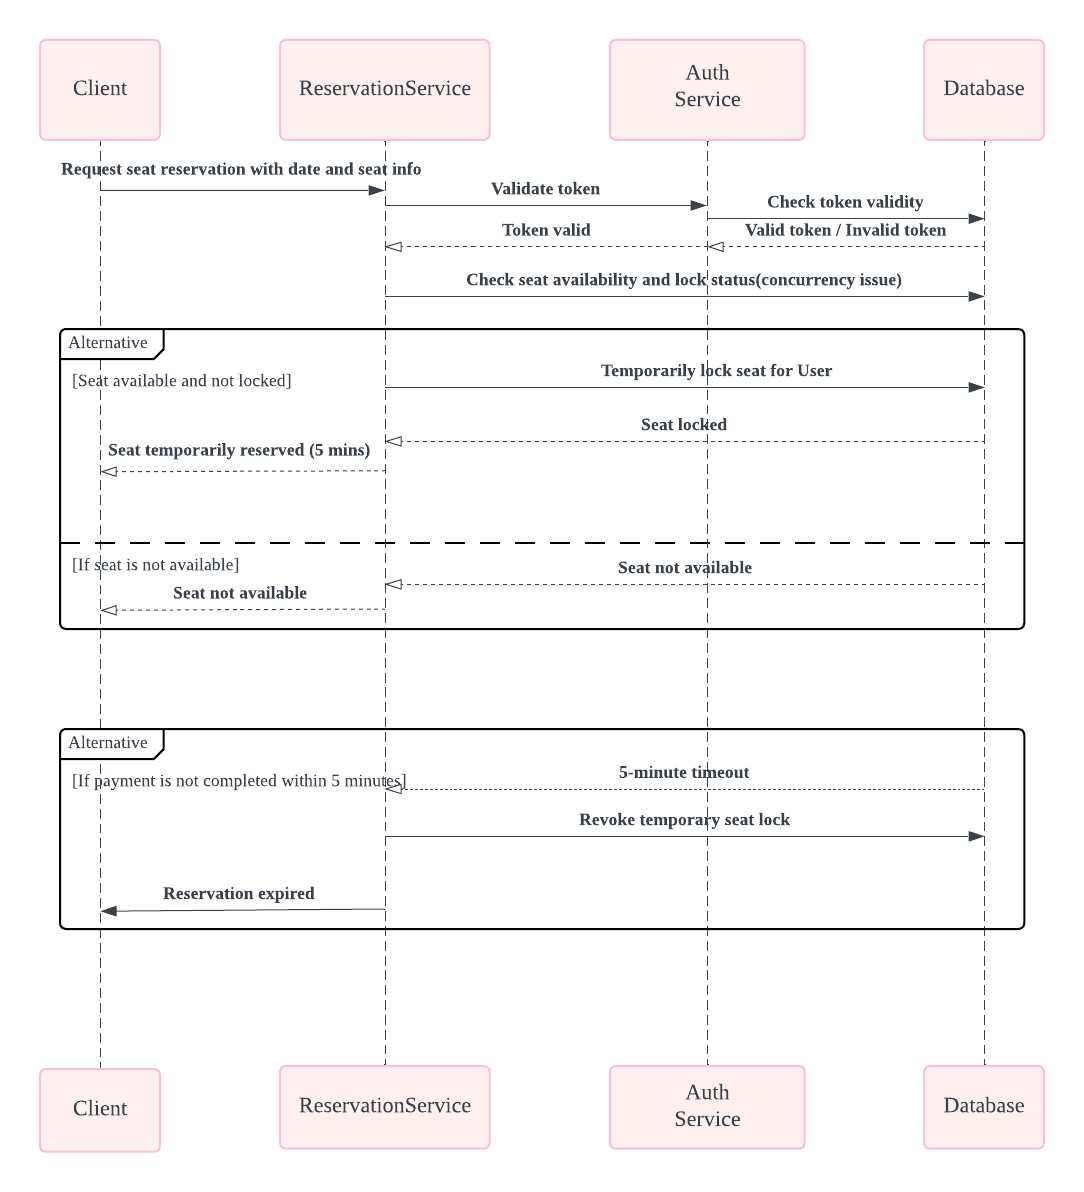 Client
ReservationService
Auth
Service
Database
Request seat reservation with date and seat info
Validate token
Check token validity
Token valid
Valid token / Invalid token
Check seat availability and lock status(concurrency issue)
Alternative
[Seat available and not locked]
Temporarily lock seat for User
Seat locked
Seat temporarily reserved (5 mins)
[If seat is not available]
Seat not available
Seat not available
Alternative
[If payment is not completed within 5 minutes]
5-minute timeout
Revoke temporary seat lock
Reservation expired
Client
ReservationService
Auth
Service
Database